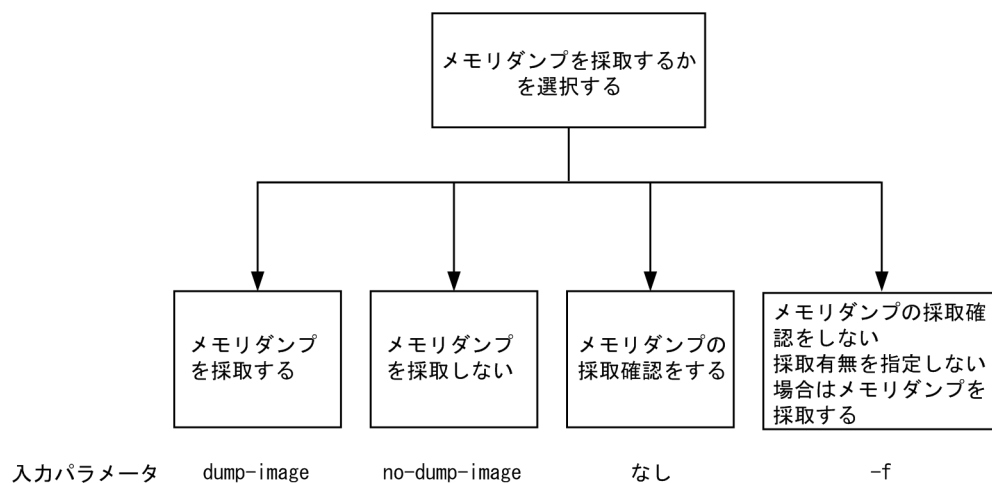 メモリダンプを採取するか
を選択する
メモリダンプ
を採取する
メモリダンプ
を採取しない
メモリダンプの
採取確認をする
メモリダンプの採取確
認をしない
採取有無を指定しない
場合はメモリダンプを
採取する
入力パラメータ dump-image no-dump-image なし -f